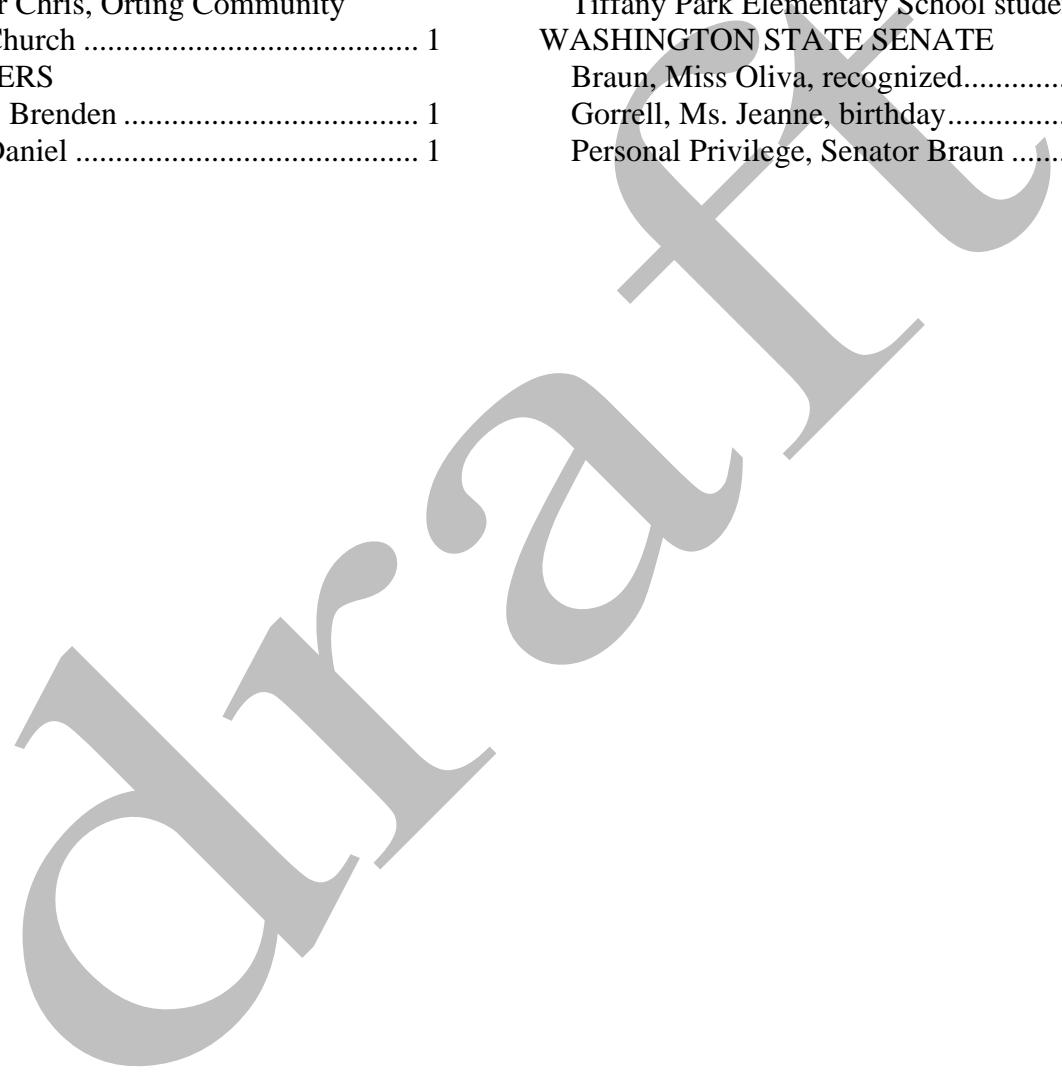 Chris, Orting Community
Church ........................................... 1
ERS
Brenden ..................................... 1
Daniel ........................................... 1
Tiffany Park Elementary School
WASHINGTON STATE SENATE
Braun, Miss Oliva, recognized.............
Gorrell, Ms. Jeanne, birthday...............
Personal Privilege, Senator Braun .......
draft